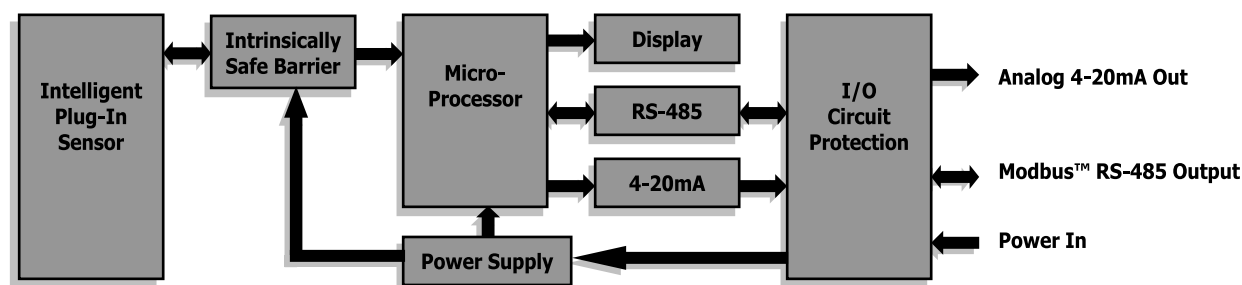 Intelligent
Plug-In
Sensor
Intrinsically
Safe Barrier
Micro-
Processor
Display
RS-485
4-20mA
Power Supply
I/O
Circuit
Protection
Analog 4-20mA Out
Modbus™ RS-485 Output
Power In